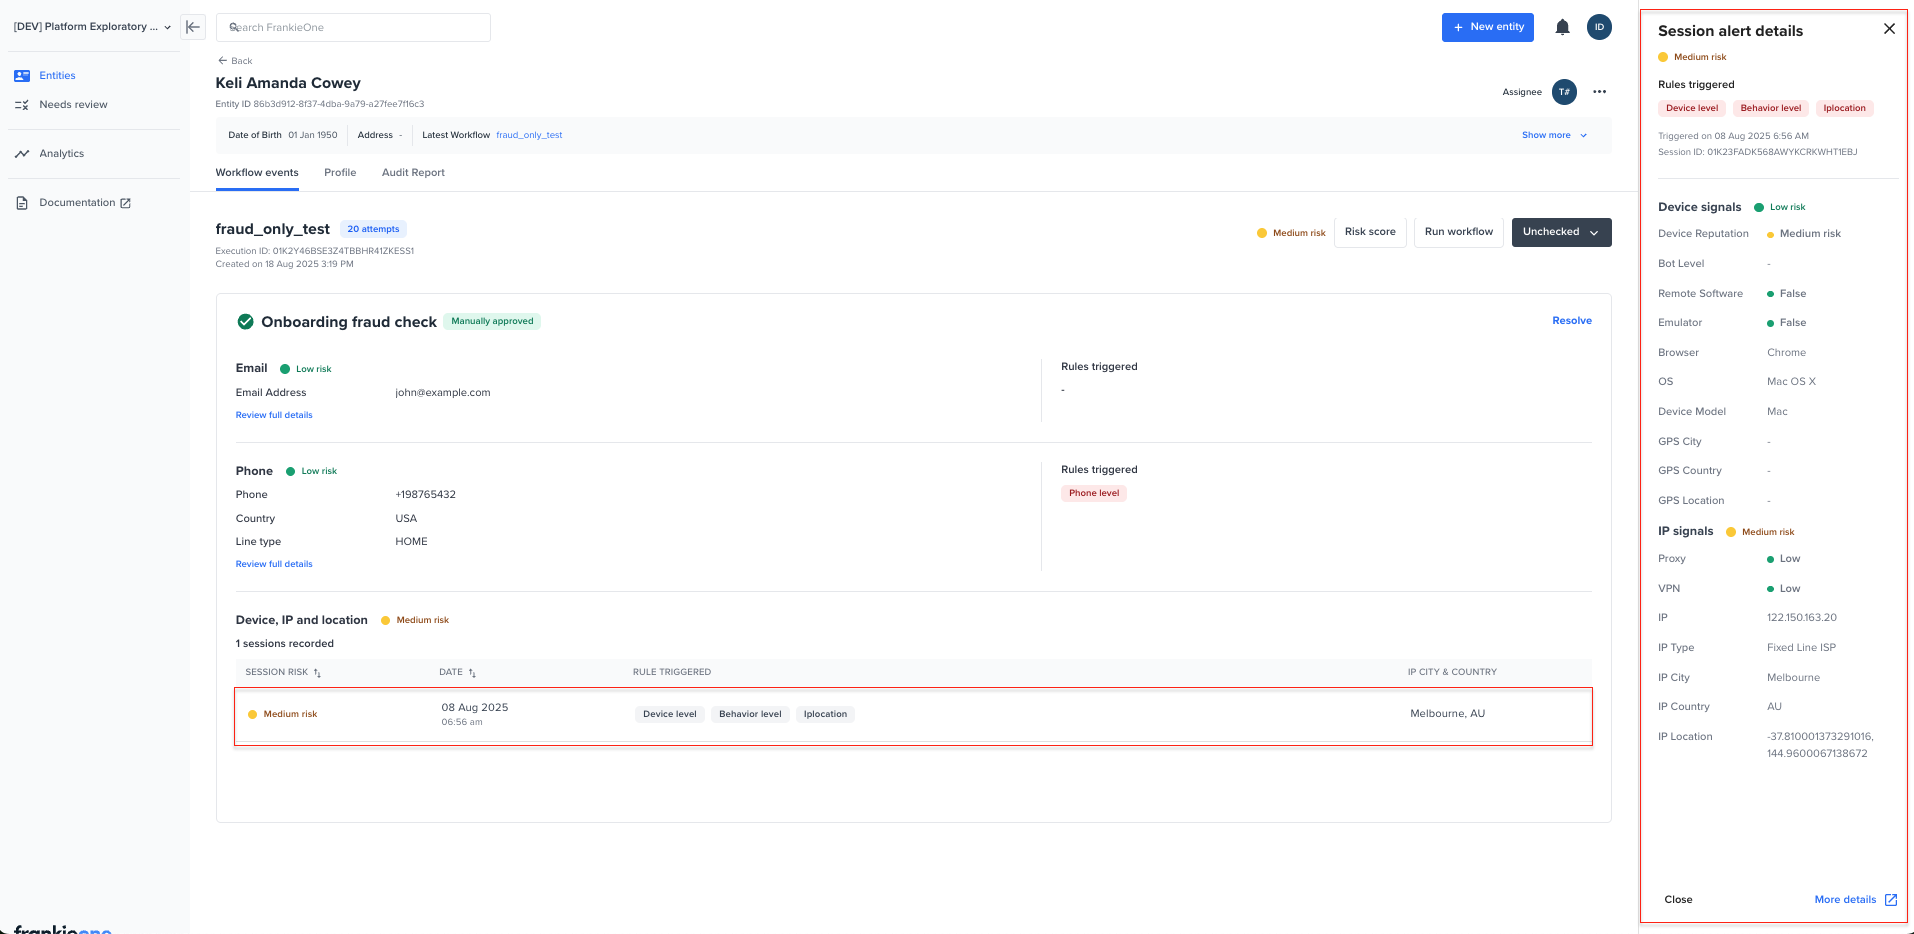 [DEV] Platform Exploratory ...
Entities
Needs review
Analytics
Documentation
frankieone
Search FrankieOne
+ New entity
ID
Back
Keli Amanda Cowey
Entity ID 86b3d912-8f37-4dba-9a79-a27fee7f16c3
Assignee T# •••
Date of Birth 01 Jan 1950 Address - Latest Workflow fraud_only_test Show more
Workflow events Profile Audit Report
fraud_only_test 20 attempts
Execution ID: 01K2Y46BSE3Z4TBBHR41ZKESS1
Created on 18 Aug 2025 3:19 PM
Medium risk Risk score Run workflow Unchecked
Onboarding fraud check Manually approved Resolve
Email Low risk
Email Address john@example.com
Review full details
Rules triggered
-
Phone Low risk
Phone +198765432
Country USA
Line type HOME
Review full details
Rules triggered
Phone level
Device, IP and location Medium risk
1 sessions recorded
SESSION RISK DATE RULE TRIGGERED IP CITY & COUNTRY
Medium risk 08 Aug 2025 Device level Behavior level Iplocation Melbourne, AU
06:56 am
Session alert details
Medium risk
Rules triggered
Device level Behavior level Iplocation
Triggered on 08 Aug 2025 6:56 AM
Session ID: 01K23FADK568AWYKCRKWHT1EBJ
Device signals Low risk
Device Reputation Medium risk
Bot Level -
Remote Software False
Emulator False
Browser Chrome
OS Mac OS X
Device Model Mac
GPS City -
GPS Country -
GPS Location -
IP signals Medium risk
Proxy Low
VPN Low
IP 122.150.163.20
IP Type Fixed Line ISP
IP City Melbourne
IP Country AU
IP Location -37.810001373291016,
144.9600067138672
Close More details